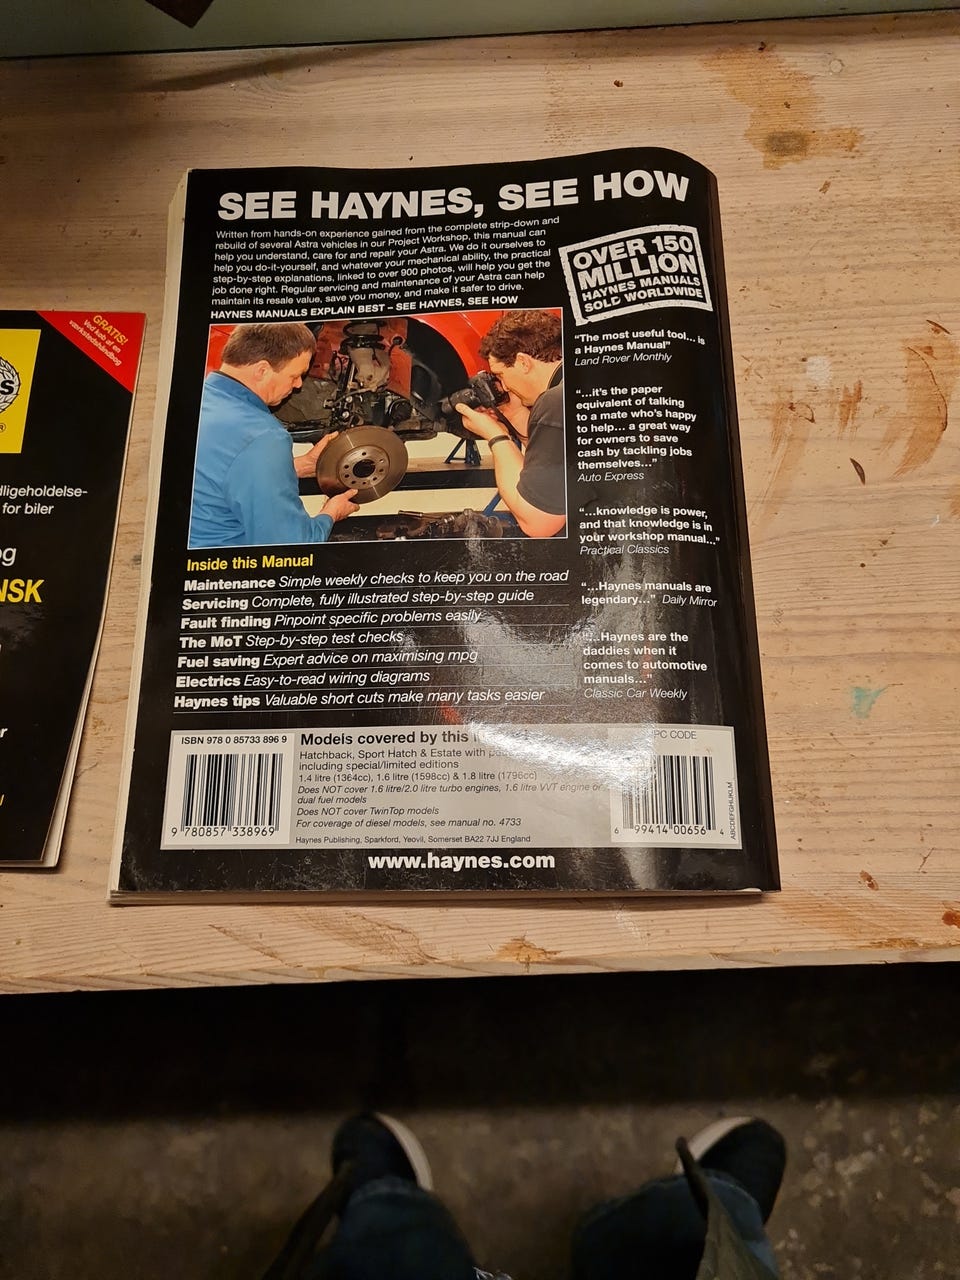 SEE HAYNES, SEE HOW
Written from hands-on experience gained from the complete strip-down and
rebuild of several Astra vehicles in our Project Workshop, this manual can
help you understand, care for and repair your Astra. We do it ourselves to
help you do-it-yourself, and whatever your mechanical ability, the practical
step-by-step explanations, linked to over 900 photos, will help you get the
job done right. Regular servicing and maintenance of your Astra can help
maintain its resale value, save you money, and make it safer to drive.
HAYNES MANUALS EXPLAIN BEST – SEE HAYNES, SEE HOW
OVER 150
MILLION
HAYNES MANUALS
SOLD WORLDWIDE
"The most useful tool... is
a Haynes Manual"
Land Rover Monthly
"...it's the paper
equivalent of talking
to a mate who's happy
to help... a great way
for owners to save
cash by tackling jobs
themselves..."
Auto Express
"...knowledge is power,
and that knowledge is in
your workshop manual..."
Practical Classics
"...Haynes manuals are
legendary..." Daily Mirror
"...Haynes are the
daddies when it
comes to automotive
manuals..."
Classic Car Weekly
Inside this Manual
Maintenance Simple weekly checks to keep you on the road
Servicing Complete, fully illustrated step-by-step guide
Fault finding Pinpoint specific problems easily
The MoT Step-by-step test checks
Fuel saving Expert advice on maximising mpg
Electrics Easy-to-read wiring diagrams
Haynes tips Valuable short cuts make many tasks easier
ISBN 978 0 85733 896 9
9 780857 338969
Models covered by this
Hatchback, Sport Hatch & Estate with
including special/limited editions
1.4 litre (1364cc), 1.6 litre (1598cc) & 1.8 litre (1796cc)
Does NOT cover 1.6 litre/2.0 litre turbo engines, 1.6 litre VVT engine or
dual fuel models
Does NOT cover TwinTop models
For coverage of diesel models, see manual no. 4733
Haynes Publishing, Sparkford, Yeovil, Somerset BA22 7JJ England
PC CODE
6 99414 00656 4
ABCDEFGHIJKLM
www.haynes.com
GRATIS!
Ved køb af en
værkstedshåndbog
S
®
R
dligeholdelse-
for biler
og
NSK
r